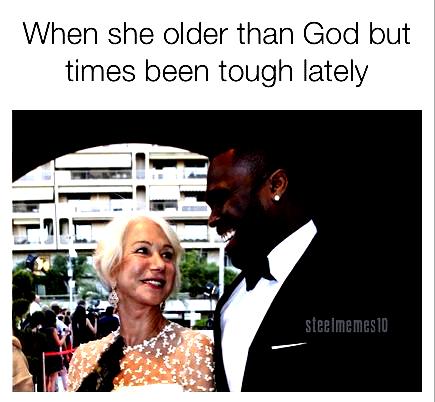 When she older than God but
times been tough lately
steelmemes10